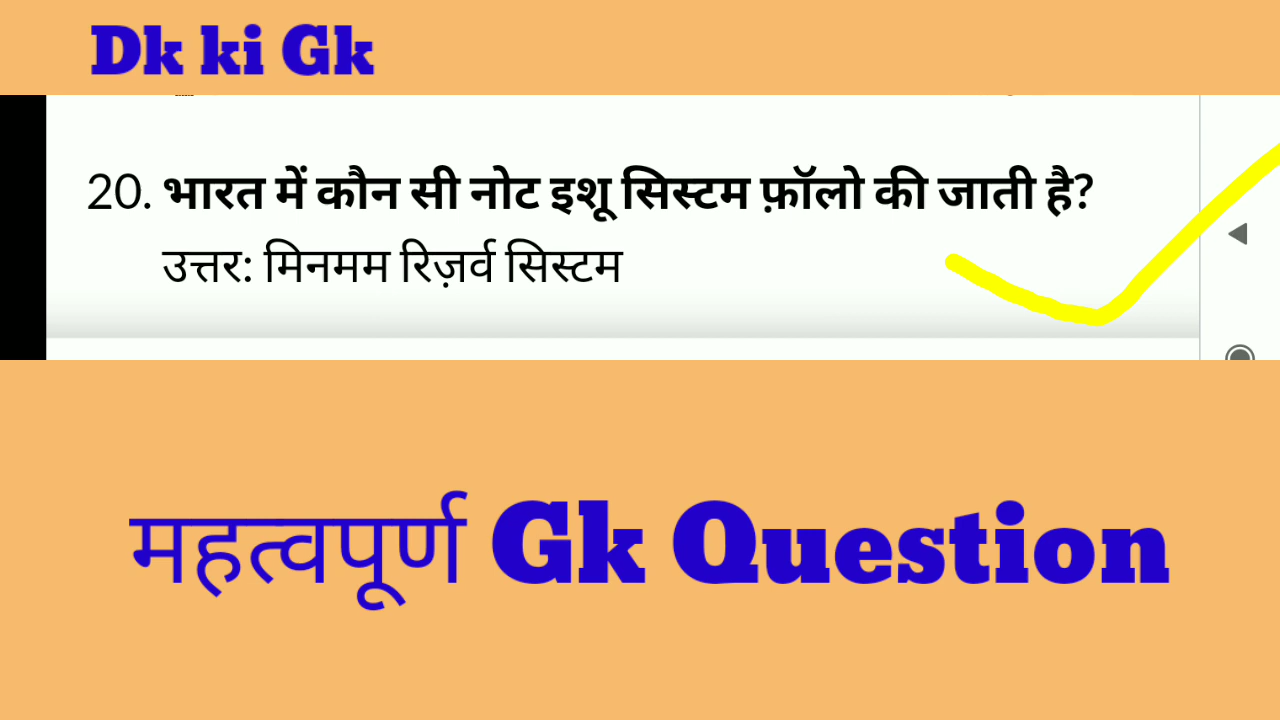 Dk ki Gk
20. भारत में कौन सी नोट इशू सिस्टम फ़ॉलो की जाती है?
उत्तर: मिनमम रिज़र्व सिस्टम
महत्वपूर्ण Gk Question